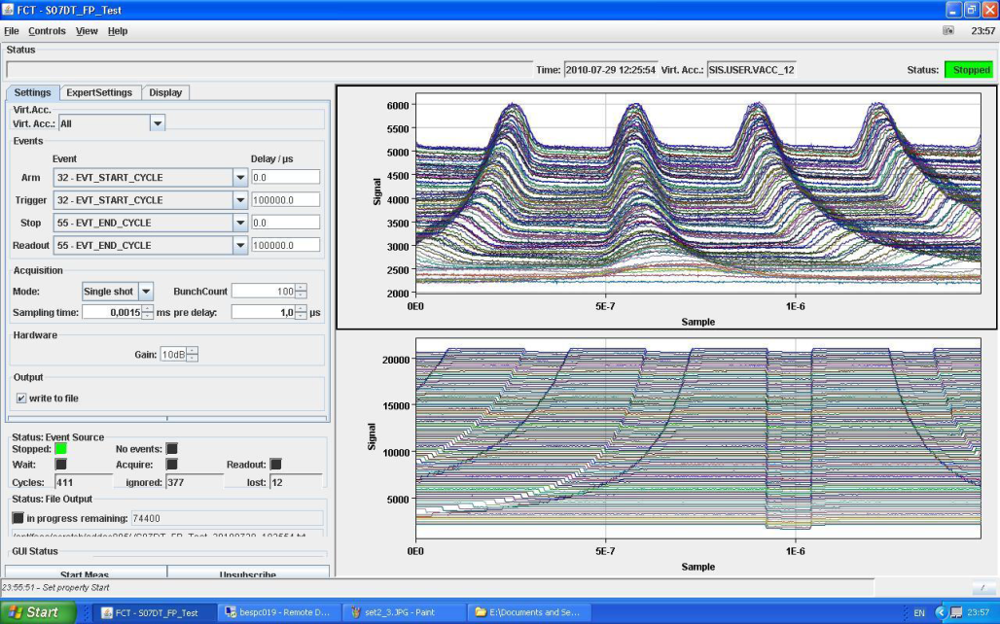 FCT - S07DT_FP_Test
File Controls View Help
23:57
Status
Time: 2010-07-29 12:25:54 Virt. Acc.: SIS.USER.VACC_12 Status: Stopped
Settings ExpertSettings Display
Virt.Acc.
Virt. Acc.: All
Events
Event Delay / µs
Arm 32 - EVT_START_CYCLE 0.0
Trigger 32 - EVT_START_CYCLE 100000.0
Stop 55 - EVT_END_CYCLE 0.0
Readout 55 - EVT_END_CYCLE 100000.0
Acquisition
Mode: Single shot BunchCount 100
Sampling time: 0,0015 ms pre delay: 1,0 µs
Hardware
Gain: 10dB
Output
write to file
Status: Event Source
Stopped: No events:
Wait: Acquire: Readout:
Cycles: 411 ignored: 377 lost: 12
Status: File Output
in progress remaining: 74400
GUI Status
Start Meas Unsubscribe
23:55:51 - Set property Start
6000
5500
5000
4500
4000
3500
3000
2500
2000
Signal
0E0 5E-7 1E-6
Sample
20000
15000
10000
5000
Signal
0E0 5E-7 1E-6
Sample
Start FCT - S07DT_FP_Test bespc019 - Remote D... set2_3.JPG - Paint E:\Documents and Se... EN 23:57